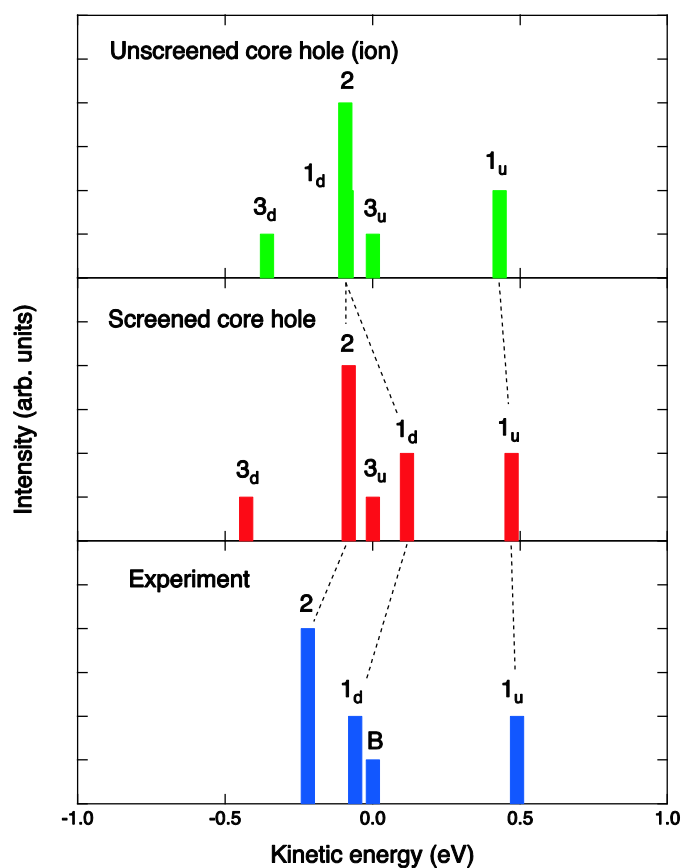 Unscreened core hole (ion)
2
1d
1u
3d
3u
Screened core hole
2
1d
1u
3d
3u
Intensity (arb. units)
Experiment
2
1d
1u
B
-1.0
-0.5
0.0
0.5
1.0
Kinetic energy (eV)